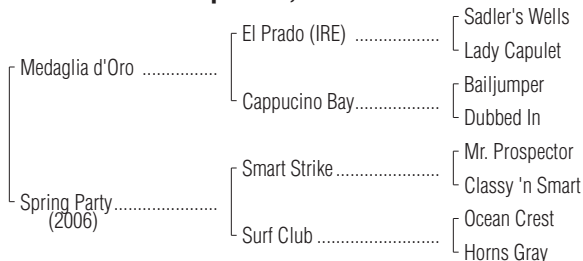 Sadler's Wells
El Prado (IRE) ..................
Lady Capulet
Medaglia d'Oro ................
Bailjumper
Cappucino Bay..................
Dubbed In
Mr. Prospector
Smart Strike ......................
Classy 'n Smart
Spring Party......................
(2006)
Ocean Crest
Surf Club ..........................
Horns Gray